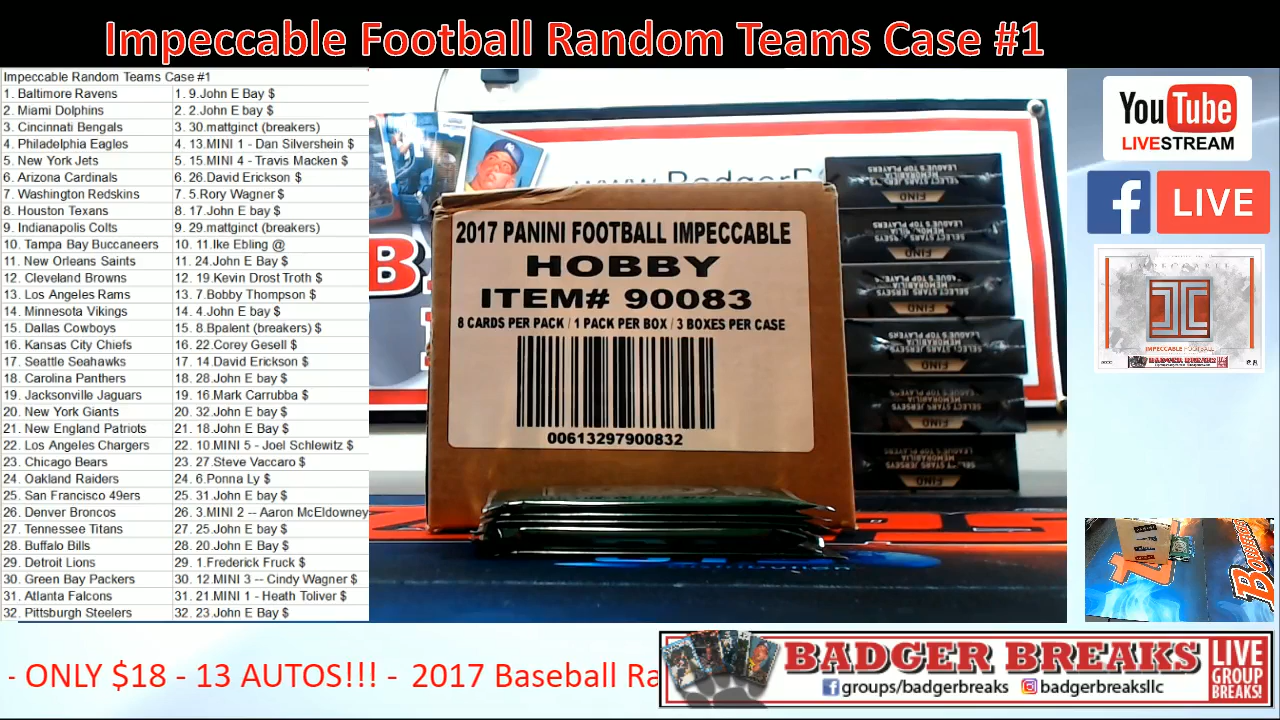 Impeccable Football Random Teams Case #1
Impeccable Random Teams Case #1
1. Baltimore Ravens 1. 9.John E Bay $
2. Miami Dolphins 2. 2.John E bay $
3. Cincinnati Bengals 3. 30.mattginct (breakers)
4. Philadelphia Eagles 4. 13.MINI 1 - Dan Silvershein $
5. New York Jets 5. 15.MINI 4 - Travis Macken $
6. Arizona Cardinals 6. 26.David Erickson $
7. Washington Redskins 7. 5.Rory Wagner $
8. Houston Texans 8. 17.John E bay $
9. Indianapolis Colts 9. 29.mattginct (breakers)
10. Tampa Bay Buccaneers 10. 11.Ike Ebling @
11. New Orleans Saints 11. 24.John E bay $
12. Cleveland Browns 12. 19 Kevin Drost Troth $
13. Los Angeles Rams 13. 7.Bobby Thompson $
14. Minnesota Vikings 14. 4.John E bay $
15. Dallas Cowboys 15. 8.Bpalent (breakers) $
16. Kansas City Chiefs 16. 22.Corey Gesell $
17. Seattle Seahawks 17. 14 David Erickson $
18. Carolina Panthers 18. 28.John E bay $
19. Jacksonville Jaguars 19. 16.Mark Carrubba $
20. New York Giants 20. 32.John E bay $
21. New England Patriots 21. 18.John E Bay $
22. Los Angeles Chargers 22. 10 MINI 5 - Joel Schlewitz $
23. Chicago Bears 23. 27.Steve Vaccaro $
24. Oakland Raiders 24. 6.Ponna Ly $
25. San Francisco 49ers 25. 31.John E bay $
26. Denver Broncos 26. 3.MINI 2 -- Aaron McEldowney
27. Tennessee Titans 27. 25.John E bay $
28. Buffalo Bills 28. 20.John E Bay $
29. Detroit Lions 29. 1.Frederick Fruck $
30. Green Bay Packers 30. 12.MINI 3 -- Cindy Wagner $
31. Atlanta Falcons 31. 21.MINI 1 - Heath Toliver $
32. Pittsburgh Steelers 32. 23.John E Bay $
2017 PANINI FOOTBALL IMPECCABLE
HOBBY
ITEM# 90083
8 CARDS PER PACK / 1 PACK PER BOX / 3 BOXES PER CASE
00613297900832
FIND
SELECT STARS JERSEYS
MEMORABILIA
LEAGUE'S TOP PLAYERS
YouTube
LIVESTREAM
f LIVE
IMPECCABLE
IMPECCABLE FOOTBALL
BADGER BREAKS
- ONLY $18 - 13 AUTOS!!! - 2017 Baseball Ra
BADGER BREAKS
LIVE
GROUP
BREAKS!
groups/badgerbreaks badgerbreaksllc